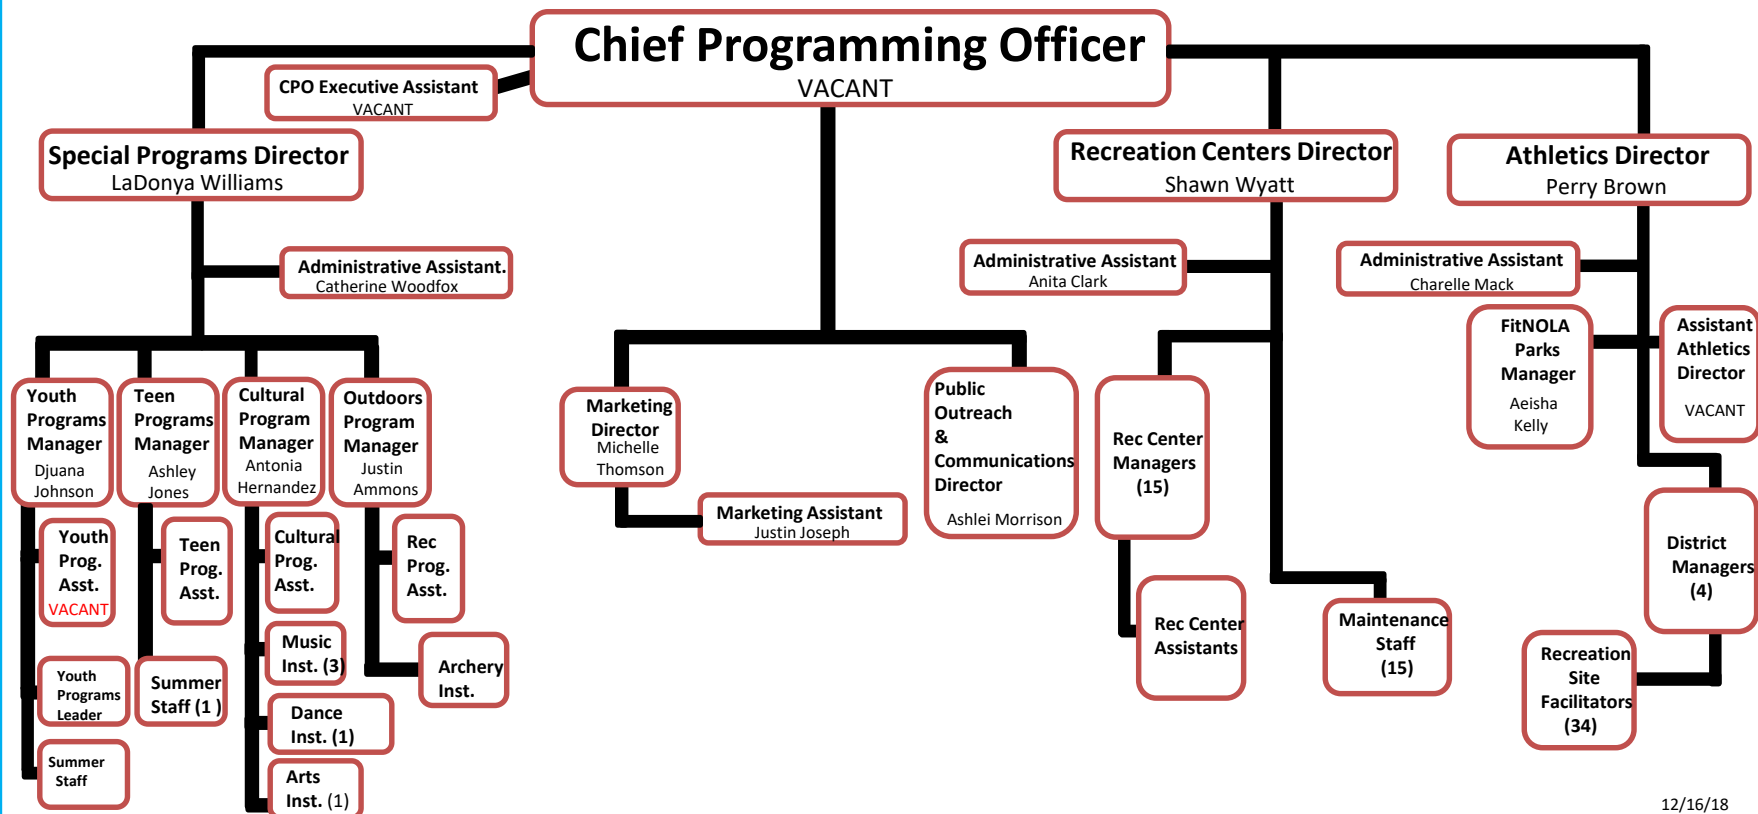 Chief Programming Officer
VACANT
CPO Executive Assistant
VACANT
Special Programs Director
LaDonya Williams
Recreation Centers Director
Shawn Wyatt
Athletics Director
Perry Brown
Administrative Assistant.
Catherine Woodfox
Administrative Assistant
Anita Clark
Administrative Assistant
Charelle Mack
FitNOLA
Parks
Manager
Aeisha
Kelly
Assistant
Athletics
Director
VACANT
Youth
Programs
Manager
Djuana
Johnson
Teen
Programs
Manager
Ashley
Jones
Cultural
Program
Manager
Antonia
Hernandez
Outdoors
Program
Manager
Justin
Ammons
Marketing
Director
Michelle
Thomson
Public
Outreach
&
Communications
Director
Ashlei Morrison
Rec Center
Managers
(15)
Marketing Assistant
Justin Joseph
District
Managers
(4)
Youth
Prog.
Asst.
VACANT
Teen
Prog.
Asst.
Cultural
Prog.
Asst.
Rec
Prog.
Asst.
Rec Center
Assistants
Maintenance
Staff
(15)
Recreation
Site
Facilitators
(34)
Youth
Programs
Leader
Summer
Staff (1 )
Music
Inst. (3)
Archery
Inst.
Dance
Inst. (1)
Summer
Staff
Arts
Inst. (1)
12/16/18